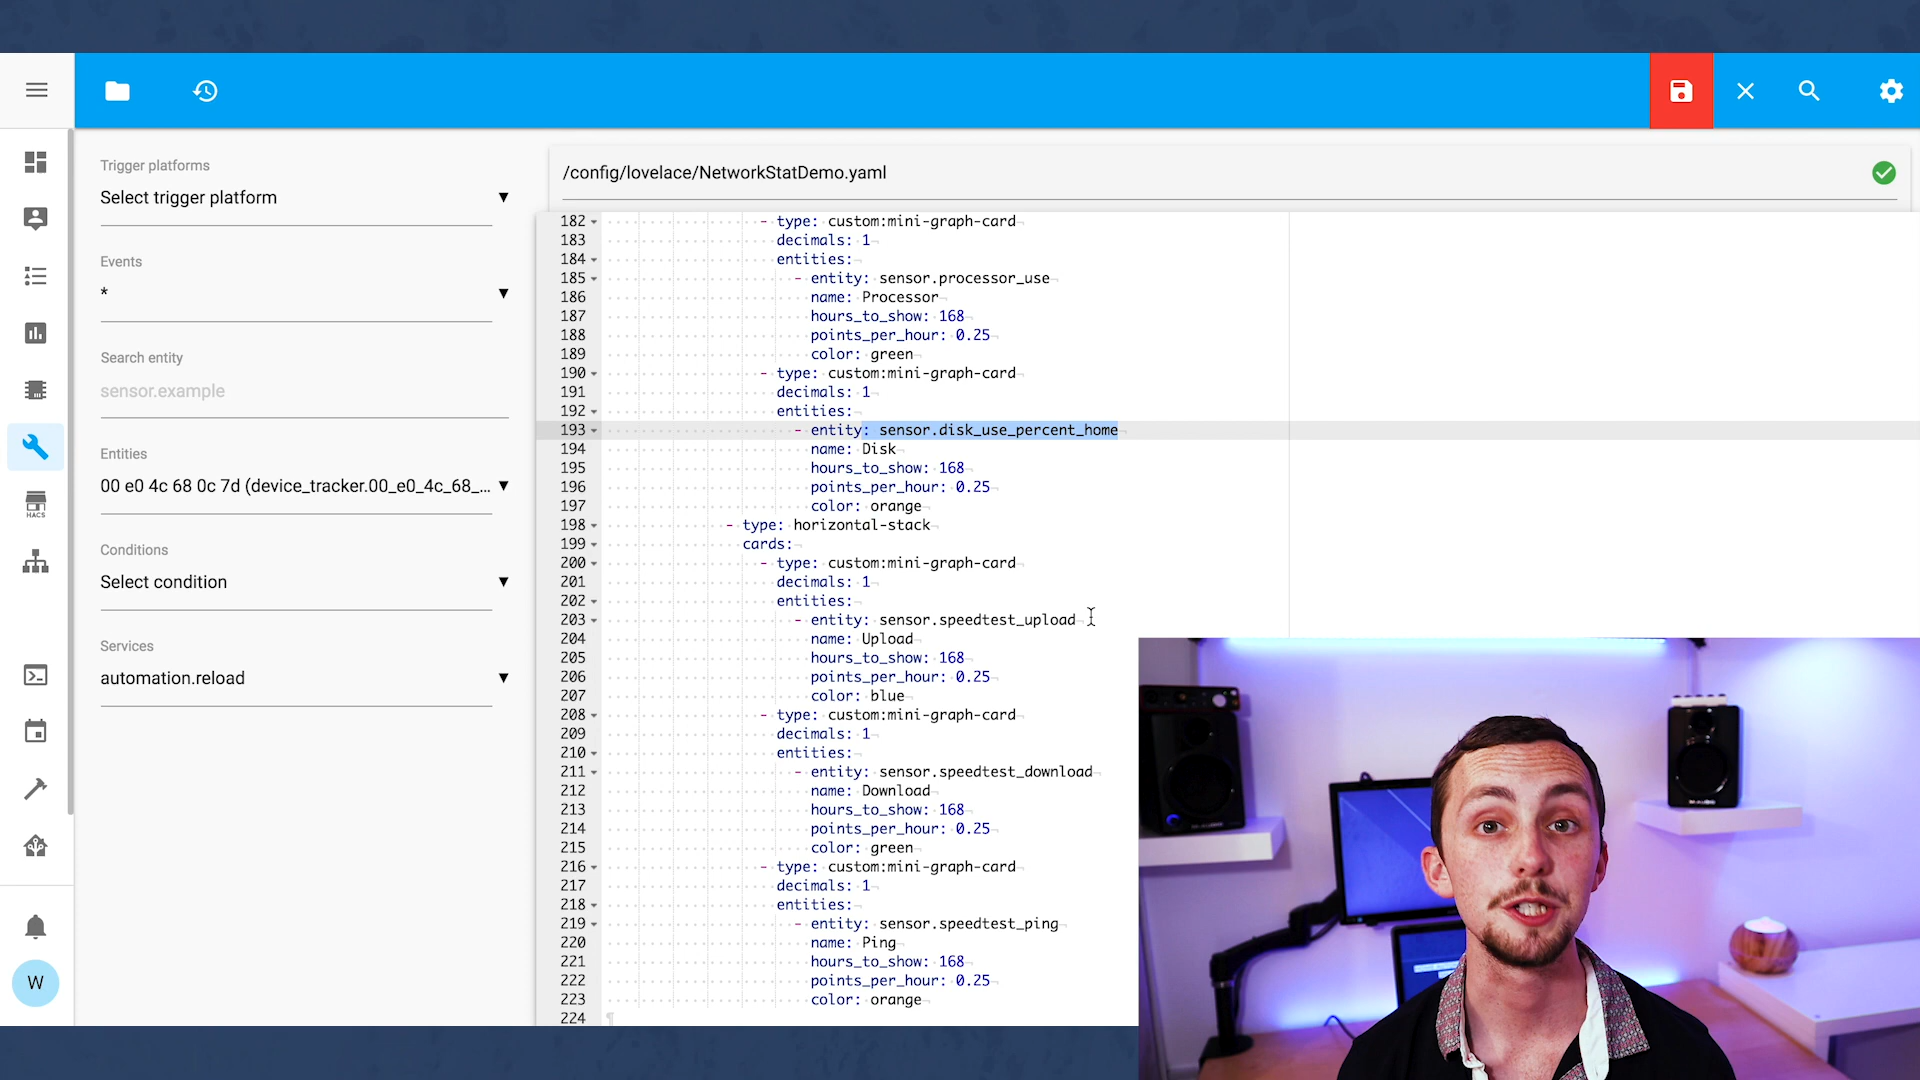 Trigger platforms
Select trigger platform
Events
*
Search entity
sensor.example
Entities
00 e0 4c 68 0c 7d (device_tracker.00_e0_4c_68_...
Conditions
Select condition
Services
automation.reload
HACS
W
/config/lovelace/NetworkStatDemo.yaml
182 - type: custom:mini-graph-card
183 decimals: 1
184 entities:
185 - entity: sensor.processor_use
186 name: Processor
187 hours_to_show: 168
188 points_per_hour: 0.25
189 color: green
190 - type: custom:mini-graph-card
191 decimals: 1
192 entities:
193 - entity: sensor.disk_use_percent_home
194 name: Disk
195 hours_to_show: 168
196 points_per_hour: 0.25
197 color: orange
198 - type: horizontal-stack
199 cards:
200 - type: custom:mini-graph-card
201 decimals: 1
202 entities:
203 - entity: sensor.speedtest_upload
204 name: Upload
205 hours_to_show: 168
206 points_per_hour: 0.25
207 color: blue
208 - type: custom:mini-graph-card
209 decimals: 1
210 entities:
211 - entity: sensor.speedtest_download
212 name: Download
213 hours_to_show: 168
214 points_per_hour: 0.25
215 color: green
216 - type: custom:mini-graph-card
217 decimals: 1
218 entities:
219 - entity: sensor.speedtest_ping
220 name: Ping
221 hours_to_show: 168
222 points_per_hour: 0.25
223 color: orange
224